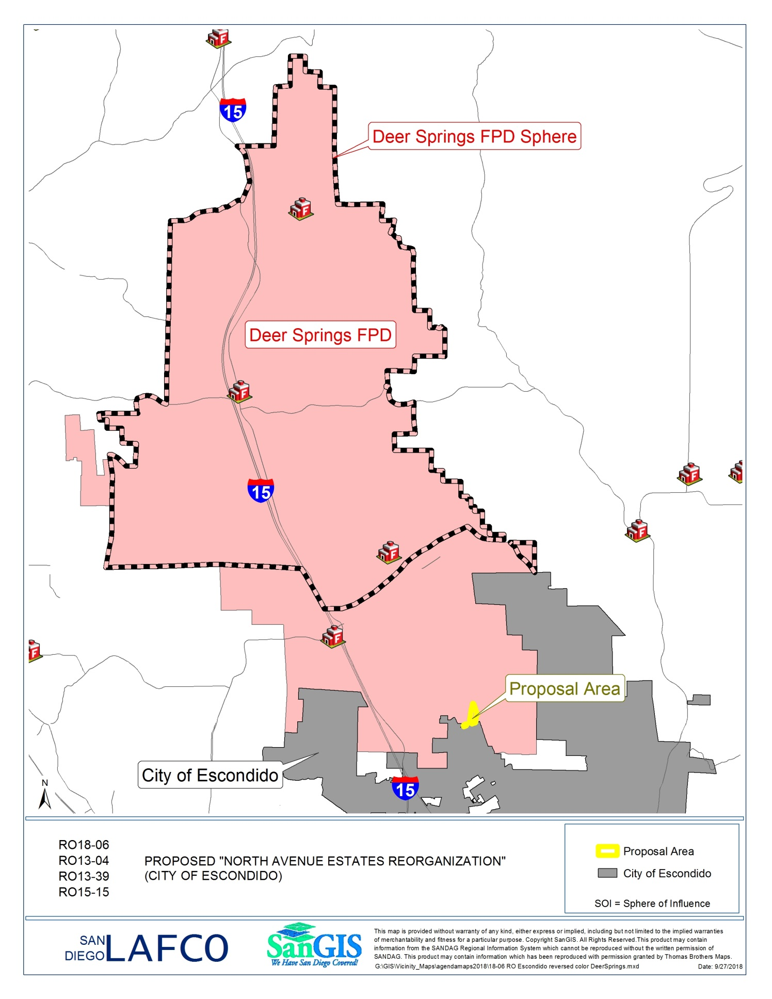 F
15
Deer Springs FPD Sphere
F
Deer Springs FPD
F
F
F
15
F
F
F
F
Proposal Area
City of Escondido
15
N
RO18-06
RO13-04
RO13-39
RO15-15
PROPOSED "NORTH AVENUE ESTATES REORGANIZATION"
(CITY OF ESCONDIDO)
Proposal Area
City of Escondido
SOI = Sphere of Influence
SAN
DIEGO
LAFCO
SanGIS
We Have San Diego Covered!
This map is provided without warranty of any kind, either express or implied, including but not limited to the implied warranties
of merchantability and fitness for a particular purpose. Copyright SanGIS. All Rights Reserved.This product may contain
information from the SANDAG Regional Information System which cannot be reproduced without the written permission of
SANDAG. This product may contain information which has been reproduced with permission granted by Thomas Brothers Maps.
G:\GIS\Vicinity_Maps\agendamaps2018\18-06 RO Escondido reversed color DeerSprings.mxd
Date: 9/27/2018